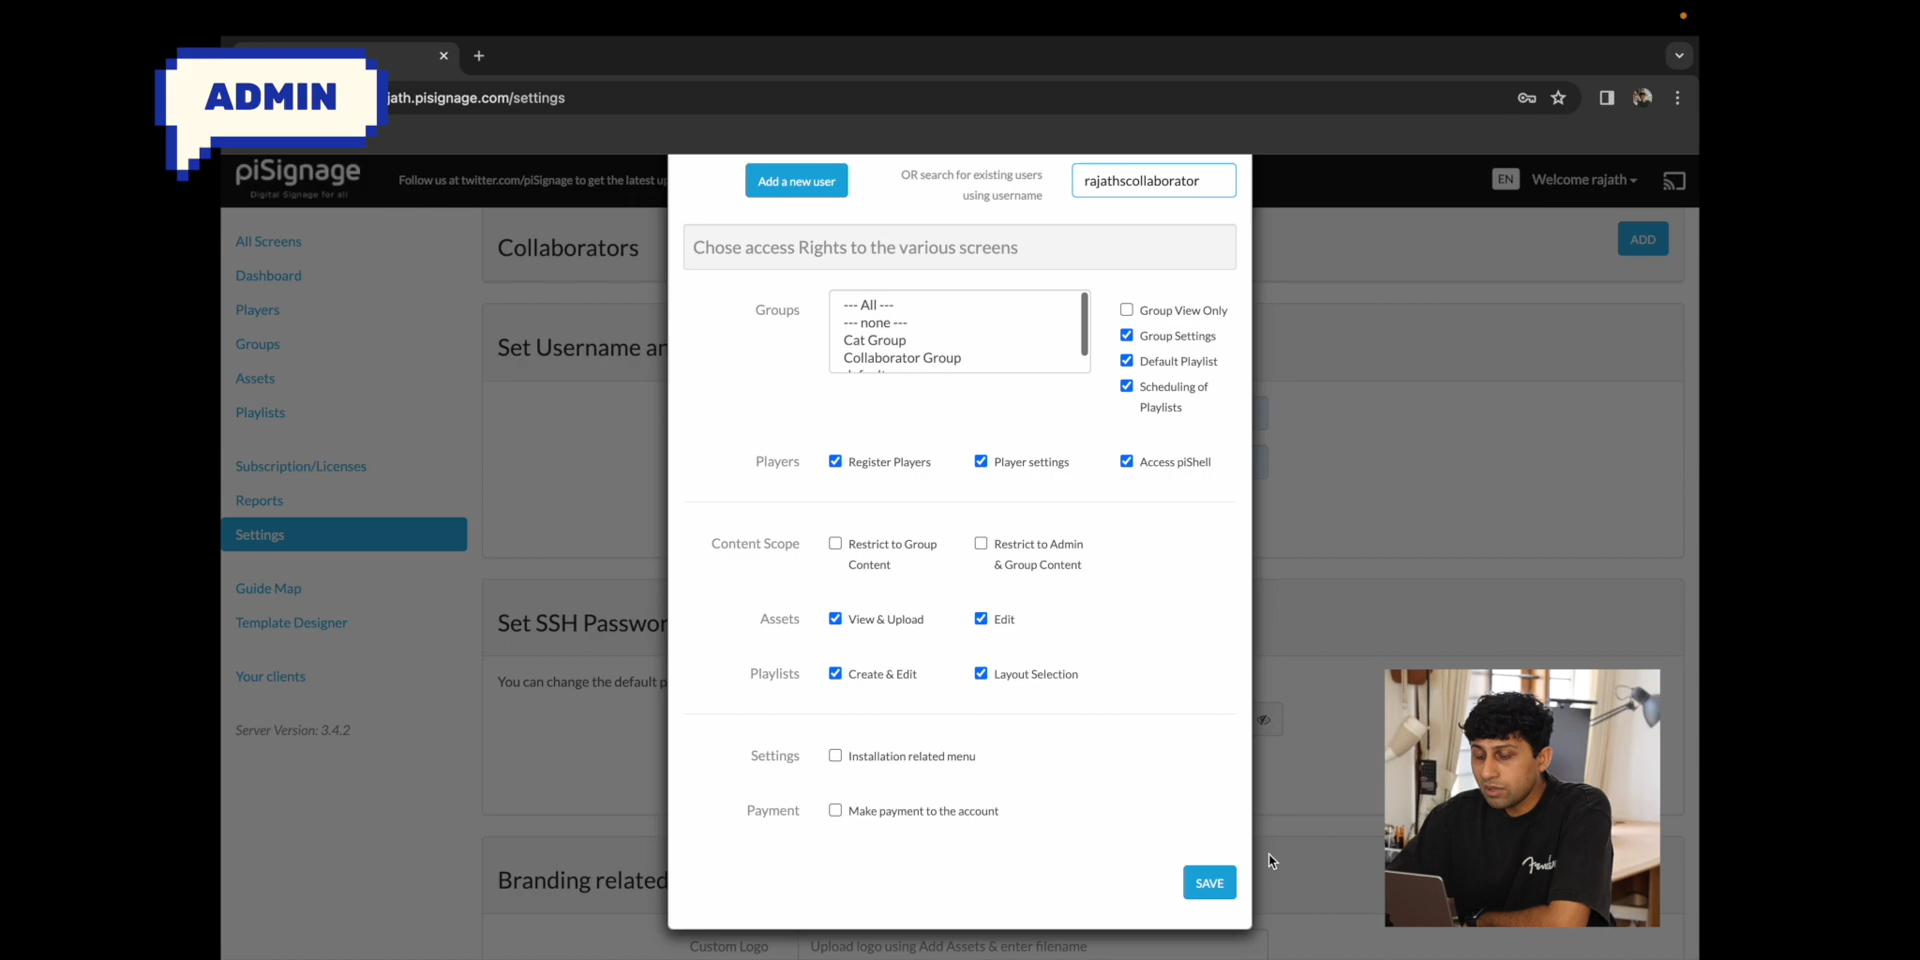 ADMIN
jath.pisignage.com/settings
piSignage
Digital Signage for all
Follow us at twitter.com/piSignage to get the latest up
EN
Welcome rajath
All Screens
Dashboard
Players
Groups
Assets
Playlists
Subscription/Licenses
Reports
Settings
Guide Map
Template Designer
Your clients
Server Version: 3.4.2
Collaborators
ADD
Set Username an
Set SSH Passwor
You can change the default p
Branding related
Custom Logo
Upload logo using Add Assets & enter filename
Add a new user
OR search for existing users
using username
rajathscollaborator
Chose access Rights to the various screens
Groups
--- All ---
--- none ---
Cat Group
Collaborator Group
Group View Only
Group Settings
Default Playlist
Scheduling of
Playlists
Players
Register Players
Player settings
Access piShell
Content Scope
Restrict to Group
Content
Restrict to Admin
& Group Content
Assets
View & Upload
Edit
Playlists
Create & Edit
Layout Selection
Settings
Installation related menu
Payment
Make payment to the account
SAVE
Fender